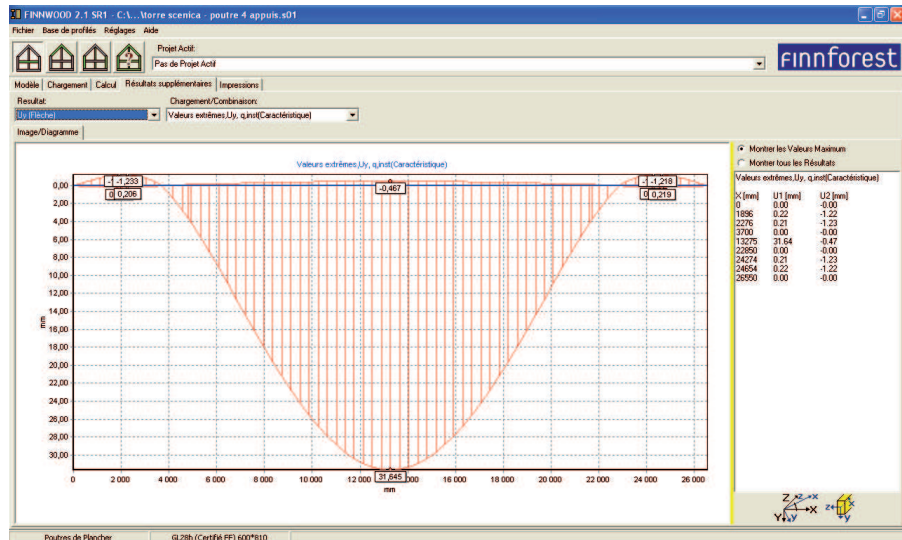 FINNWOOD 2.1 SR1 - C:\...\torre scenica - poutre 4 appuis.s01
Fichier Base de profilés Réglages Aide
Projet Actif:
Pas de Projet Actif
Finnforest
Modèle Chargement Calcul Résultats supplémentaires Impressions
Resultat: Chargement/Combinaison:
Uy (Flèche) Valeurs extrêmes,Uy, q,inst(Caractéristique)
Image/Diagramme
Montrer les Valeurs Maximum
Montrer tous les Résultats
Valeurs extrêmes,Uy, q,inst(Caractéristique)
Valeurs extrêmes,Uy, q,inst(Caractéristique)
X [mm] U1 [mm] U2 [mm]
0 0.00 -0.00
1896 0.22 -1.22
2276 0.21 -1.23
3700 0.00 -0.00
13275 31.64 -0.47
22850 0.00 -0.00
24274 0.21 -1.23
24654 0.22 -1.22
26550 0.00 -0.00
-1,233 -0,467 -1,218
0,206 0,219
0,00
2,00
4,00
6,00
8,00
10,00
12,00
14,00
16,00
18,00
20,00
22,00
24,00
26,00
28,00
30,00
mm
31,645
0 2 000 4 000 6 000 8 000 10 000 12 000 14 000 16 000 18 000 20 000 22 000 24 000 26 000
mm
Z z x X Y y z x y
Poutres de Plancher GL28h (Certifié FF) 600*810